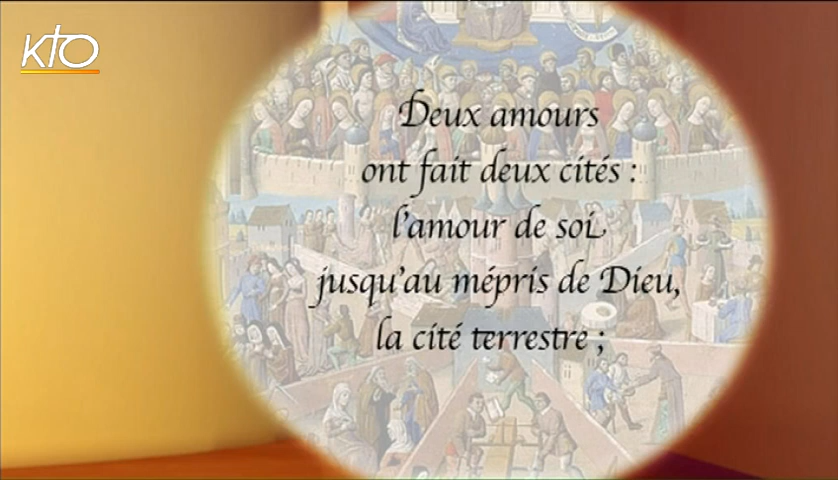 KTO
Deux amours
ont fait deux cités :
l'amour de soi
jusqu'au mépris de Dieu,
la cité terrestre ;